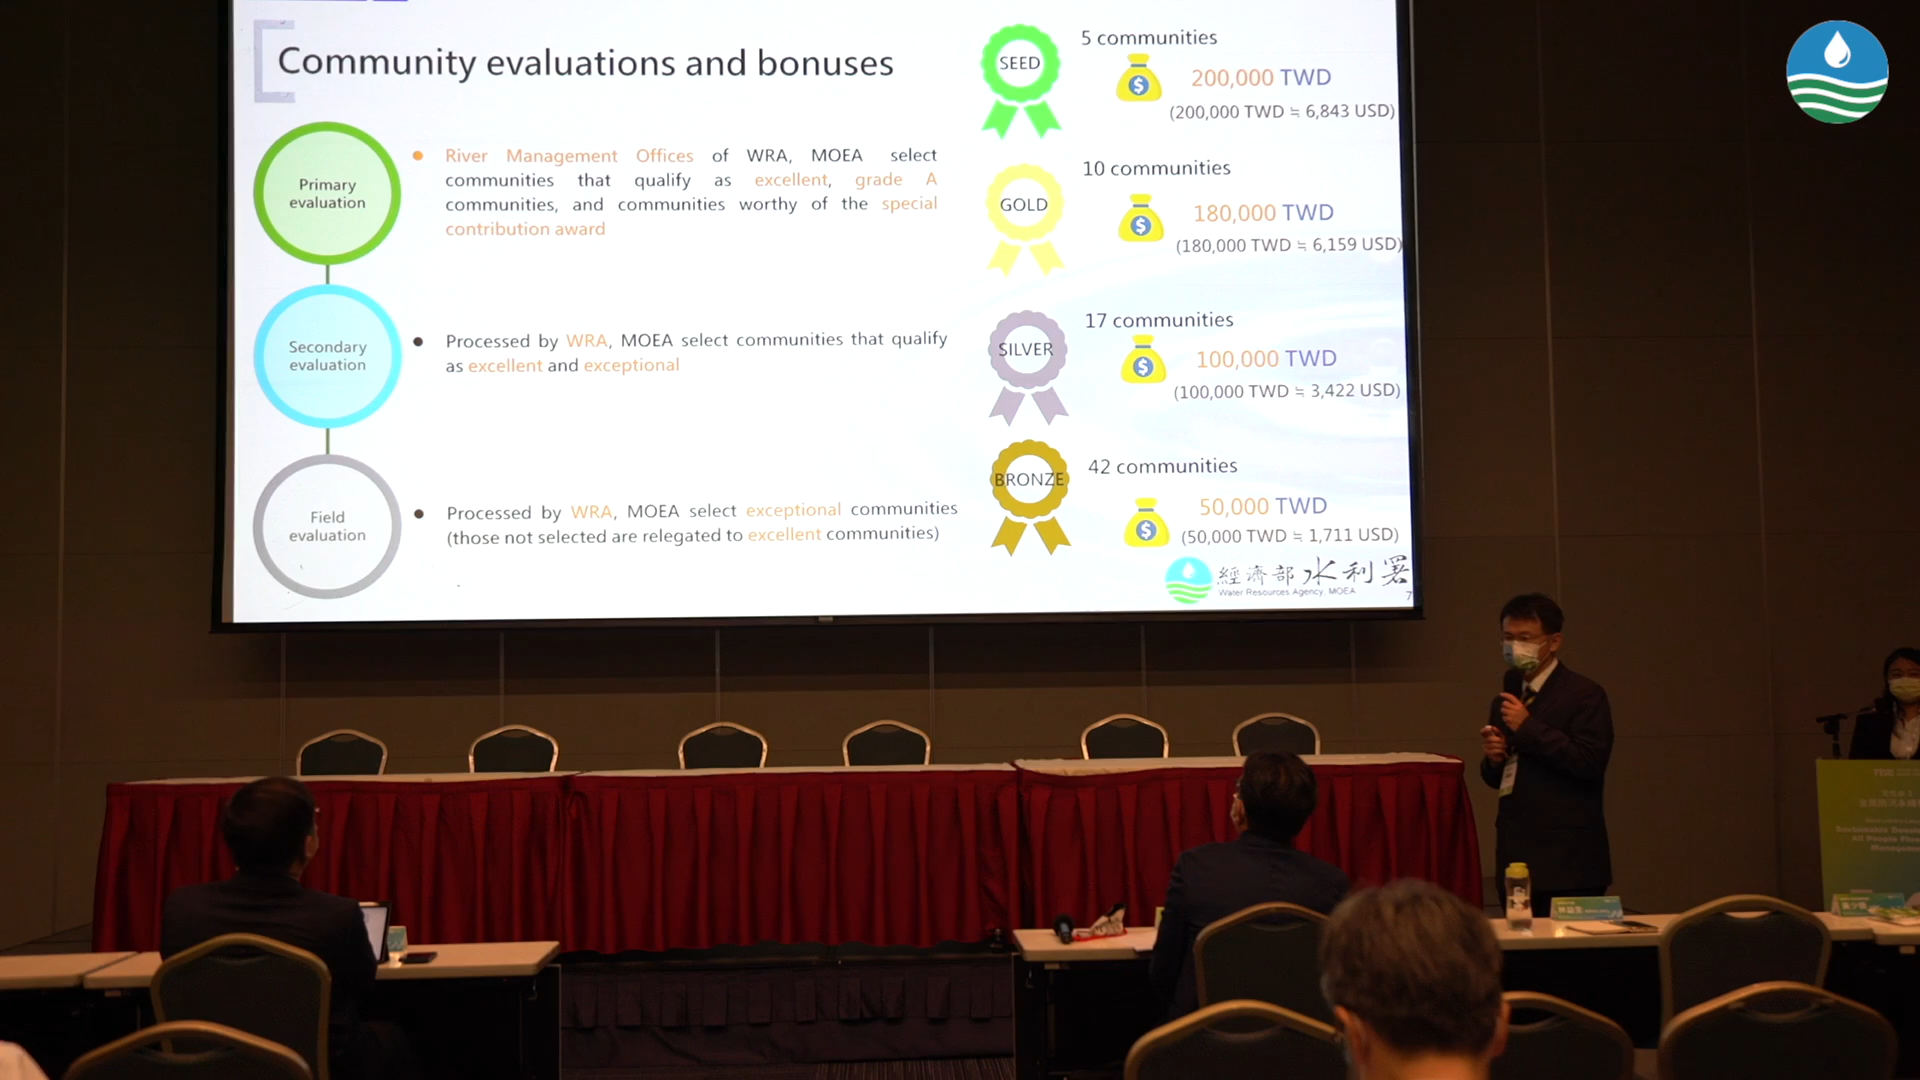 Community evaluations and bonuses
Primary
evaluation
River Management Offices of WRA, MOEA select
communities that qualify as excellent, grade A
communities, and communities worthy of the special
contribution award
Secondary
evaluation
Processed by WRA, MOEA select communities that qualify
as excellent and exceptional
Field
evaluation
Processed by WRA, MOEA select exceptional communities
(those not selected are relegated to excellent communities)
SEED
5 communities
$
200,000 TWD
(200,000 TWD ≒ 6,843 USD)
GOLD
10 communities
$
180,000 TWD
(180,000 TWD ≒ 6,159 USD)
SILVER
17 communities
$
100,000 TWD
(100,000 TWD ≒ 3,422 USD)
BRONZE
42 communities
$
50,000 TWD
(50,000 TWD ≒ 1,711 USD)
經濟部水利署
Water Resources Agency, MOEA
7